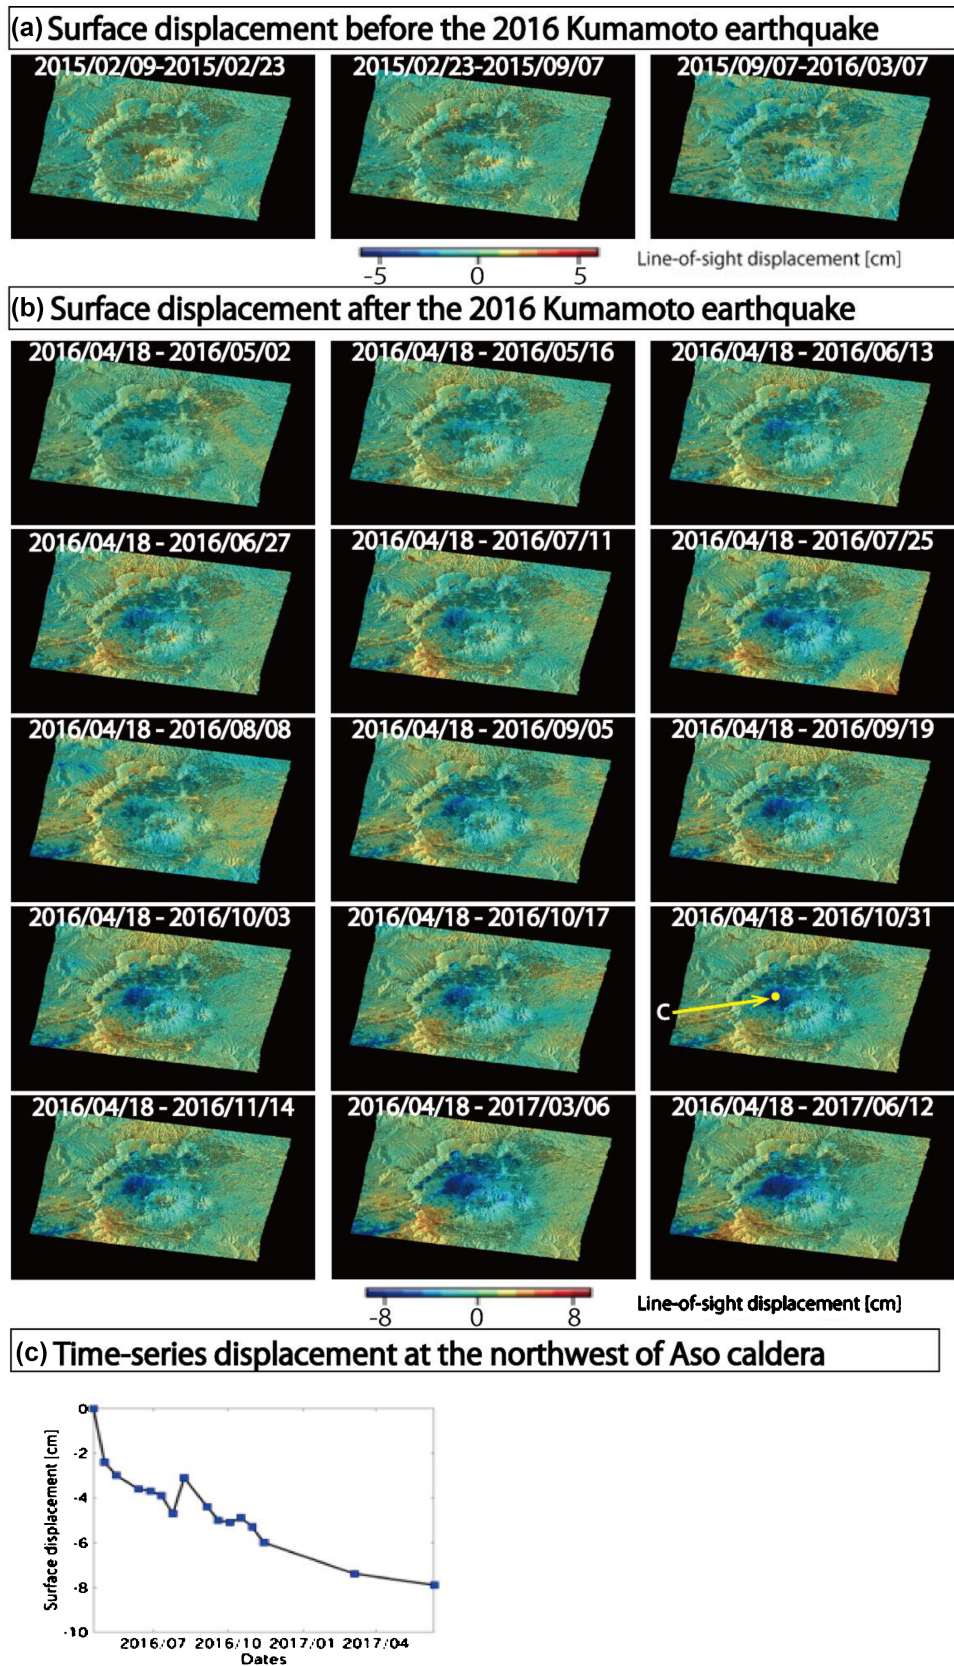 (a) Surface displacement before the 2016 Kumamoto earthquake
2015/02/09-2015/02/23 2015/02/23-2015/09/07 2015/09/07-2016/03/07
-5 0 5 Line-of-sight displacement [cm]
(b) Surface displacement after the 2016 Kumamoto earthquake
2016/04/18 - 2016/05/02 2016/04/18 - 2016/05/16 2016/04/18 - 2016/06/13
2016/04/18 - 2016/06/27 2016/04/18 - 2016/07/11 2016/04/18 - 2016/07/25
2016/04/18 - 2016/08/08 2016/04/18 - 2016/09/05 2016/04/18 - 2016/09/19
2016/04/18 - 2016/10/03 2016/04/18 - 2016/10/17 2016/04/18 - 2016/10/31
C
2016/04/18 - 2016/11/14 2016/04/18 - 2017/03/06 2016/04/18 - 2017/06/12
-8 0 8 Line-of-sight displacement [cm]
(c) Time-series displacement at the northwest of Aso caldera
Surface displacement [cm]
0
-2
-4
-6
-8
-10
2016/07 2016/10 2017/01 2017/04
Dates